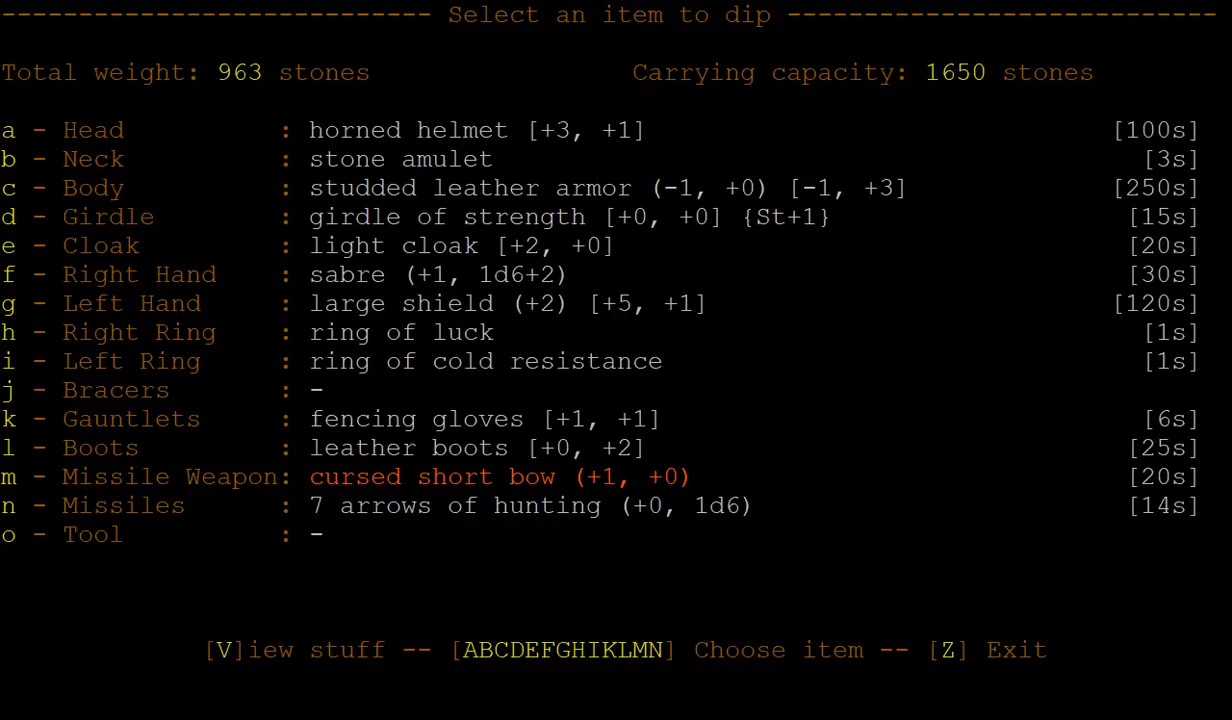 ---------------------------- Select an item to dip ----------------------------
Total weight: 963 stones Carrying capacity: 1650 stones
a - Head : horned helmet [+3, +1] [100s]
b - Neck : stone amulet [3s]
c - Body : studded leather armor (-1, +0) [-1, +3] [250s]
d - Girdle : girdle of strength [+0, +0] {St+1} [15s]
e - Cloak : light cloak [+2, +0] [20s]
f - Right Hand : sabre (+1, 1d6+2) [30s]
g - Left Hand : large shield (+2) [+5, +1] [120s]
h - Right Ring : ring of luck [1s]
i - Left Ring : ring of cold resistance [1s]
j - Bracers : -
k - Gauntlets : fencing gloves [+1, +1] [6s]
l - Boots : leather boots [+0, +2] [25s]
m - Missile Weapon: cursed short bow (+1, +0) [20s]
n - Missiles : 7 arrows of hunting (+0, 1d6) [14s]
o - Tool : -
[V]iew stuff -- [ABCDEFGHIKLMN] Choose item -- [Z] Exit